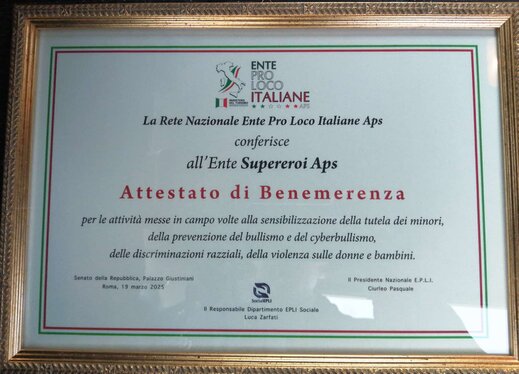 ENTE
PRO
LOCO
ITALIANE
APS
La Rete Nazionale Ente Pro Loco Italiane Aps
conferisce
all'Ente Supereroi Aps
Attestato di Benemerenza
per le attività messe in campo volte alla sensibilizzazione della tutela dei minori,
della prevenzione del bullismo e del cyberbullismo,
delle discriminazioni razziali, della violenza sulle donne e bambini.
Senato della Repubblica, Palazzo Giustiniani
Roma, 19 marzo 2025
Il Presidente Nazionale E.P.L.I.
Ciurleo Pasquale
SocialEPLI
Il Responsabile Dipartimento EPLI Sociale
Luca Zarfati